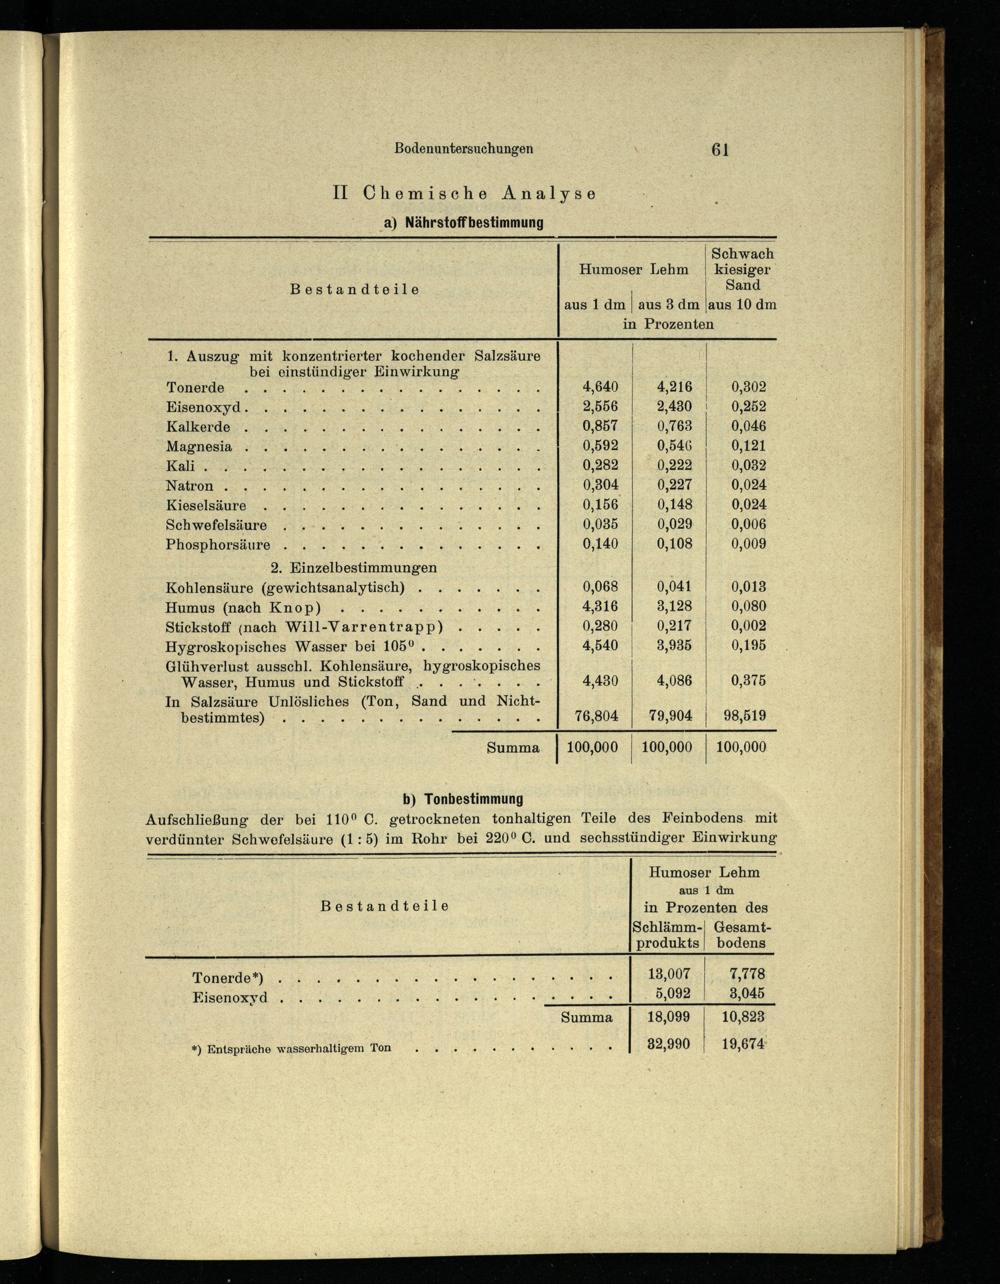 Bodenuntersuchungen 61
II Chemische Analyse
a) Nährstoffbestimmung
Bestandteile
Humoser Lehm
Schwach
kiesiger
Sand
aus 1 dm aus 3 dm aus 10 dm
in Prozenten
1. Auszug mit konzentrierter kochender Salzsäure
bei einstündiger Einwirkung
Tonerde . . . . . . . . . . . . . . . . 4,640 4,216 0,302
Eisenoxyd . . . . . . . . . . . . . . . . 2,556 2,430 0,252
Kalkerde . . . . . . . . . . . . . . . . 0,857 0,763 0,046
Magnesia . . . . . . . . . . . . . . . . 0,592 0,546 0,121
Kali . . . . . . . . . . . . . . . . . . 0,282 0,222 0,032
Natron . . . . . . . . . . . . . . . . . 0,304 0,227 0,024
Kieselsäure . . . . . . . . . . . . . . . 0,156 0,148 0,024
Schwefelsäure . . . . . . . . . . . . . . 0,035 0,029 0,006
Phosphorsäure . . . . . . . . . . . . . . 0,140 0,108 0,009
2. Einzelbestimmungen
Kohlensäure (gewichtsanalytisch) . . . . . . . 0,068 0,041 0,013
Humus (nach Knop) . . . . . . . . . . . 4,316 3,128 0,080
Stickstoff (nach Will-Varrentrapp) . . . . . 0,280 0,217 0,002
Hygroskopisches Wasser bei 105⁰ . . . . . . . 4,540 3,935 0,195
Glühverlust ausschl. Kohlensäure, hygroskopisches
Wasser, Humus und Stickstoff . . . . . . . 4,430 4,086 0,375
In Salzsäure Unlösliches (Ton, Sand und Nicht-
bestimmtes) . . . . . . . . . . . . . . 76,804 79,904 98,519
Summa 100,000 100,000 100,000
b) Tonbestimmung
Aufschließung der bei 110⁰ C. getrockneten tonhaltigen Teile des Feinbodens mit
verdünnter Schwefelsäure (1 : 5) im Rohr bei 220⁰ C. und sechsstündiger Einwirkung
Bestandteile
Humoser Lehm
aus 1 dm
in Prozenten des
Schlämm- Gesamt-
produkts bodens
Tonerde*) . . . . . . . . . . . . . . . . . . 13,007 7,778
Eisenoxyd . . . . . . . . . . . . . . . . . . 5,092 3,045
Summa 18,099 10,823
*) Entspräche wasserhaltigem Ton . . . . . . . . . . . 32,990 19,674